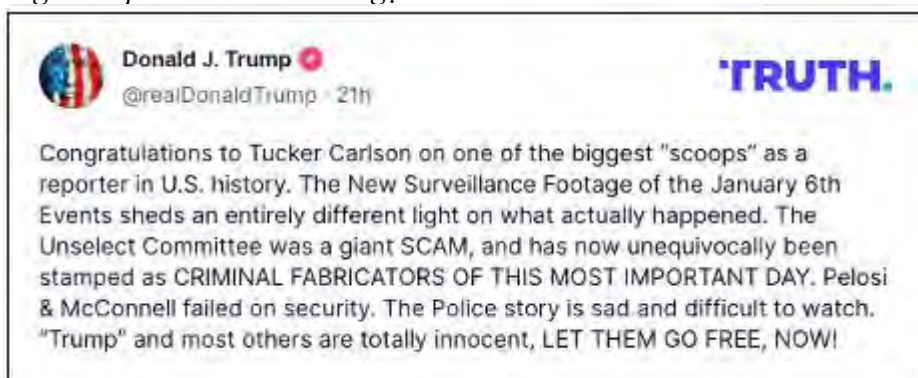 Donald J. Trump
TRUTH.
@realDonaldTrump · 21h
Congratulations to Tucker Carlson on one of the biggest "scoops" as a
reporter in U.S. history. The New Surveillance Footage of the January 6th
Events sheds an entirely different light on what actually happened. The
Unselect Committee was a giant SCAM, and has now unequivocally been
stamped as CRIMINAL FABRICATORS OF THIS MOST IMPORTANT DAY. Pelosi
& McConnell failed on security. The Police story is sad and difficult to watch.
"Trump" and most others are totally innocent, LET THEM GO FREE, NOW!